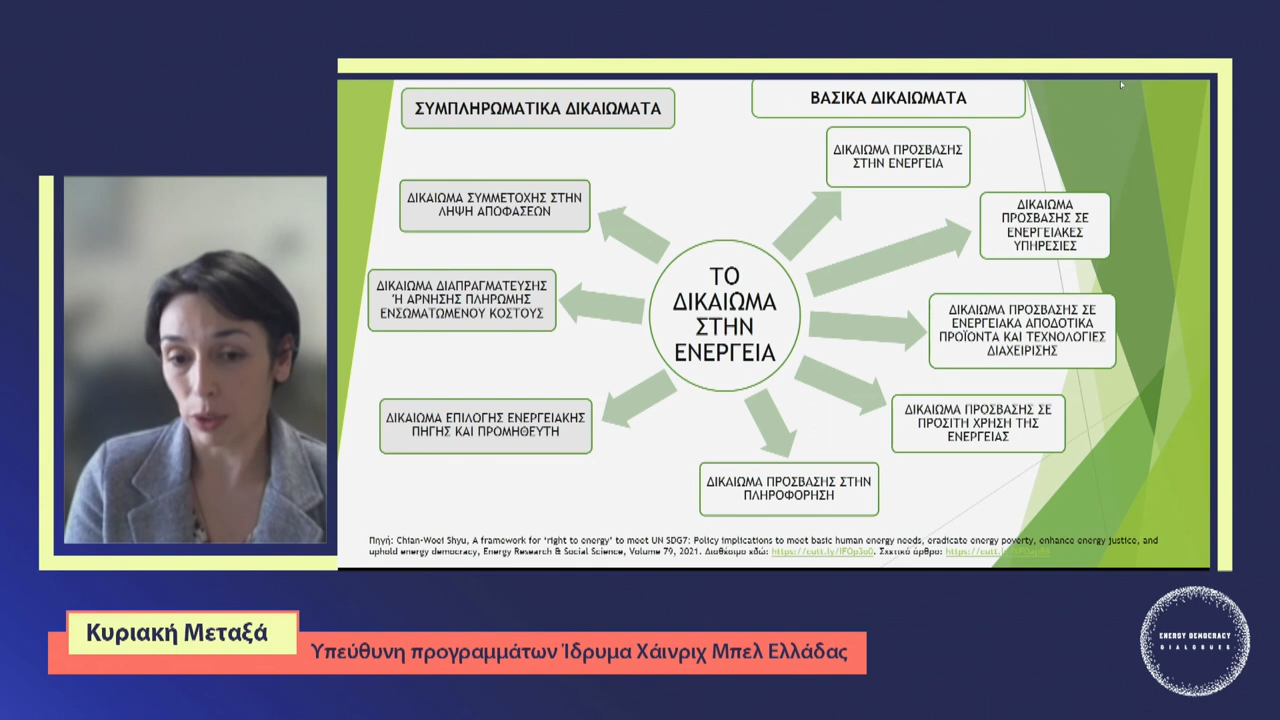 ΣΥΜΠΛΗΡΩΜΑΤΙΚΑ ΔΙΚΑΙΩΜΑΤΑ
ΒΑΣΙΚΑ ΔΙΚΑΙΩΜΑΤΑ
ΔΙΚΑΙΩΜΑ ΣΥΜΜΕΤΟΧΗΣ ΣΤΗΝ
ΛΗΨΗ ΑΠΟΦΑΣΕΩΝ
ΔΙΚΑΙΩΜΑ ΔΙΑΠΡΑΓΜΑΤΕΥΣΗΣ
Ή ΑΡΝΗΣΗΣ ΠΛΗΡΩΜΗΣ
ΕΝΣΩΜΑΤΩΜΕΝΟΥ ΚΟΣΤΟΥΣ
ΔΙΚΑΙΩΜΑ ΕΠΙΛΟΓΗΣ ΕΝΕΡΓΕΙΑΚΗΣ
ΠΗΓΗΣ ΚΑΙ ΠΡΟΜΗΘΕΥΤΗ
ΤΟ
ΔΙΚΑΙΩΜΑ
ΣΤΗΝ
ΕΝΕΡΓΕΙΑ
ΔΙΚΑΙΩΜΑ ΠΡΟΣΒΑΣΗΣ
ΣΤΗΝ ΕΝΕΡΓΕΙΑ
ΔΙΚΑΙΩΜΑ
ΠΡΟΣΒΑΣΗΣ ΣΕ
ΕΝΕΡΓΕΙΑΚΕΣ
ΥΠΗΡΕΣΙΕΣ
ΔΙΚΑΙΩΜΑ ΠΡΟΣΒΑΣΗΣ ΣΕ
ΕΝΕΡΓΕΙΑΚΑ ΑΠΟΔΟΤΙΚΑ
ΠΡΟΪΟΝΤΑ ΚΑΙ ΤΕΧΝΟΛΟΓΙΕΣ
ΔΙΑΧΕΙΡΙΣΗΣ
ΔΙΚΑΙΩΜΑ ΠΡΟΣΒΑΣΗΣ ΣΕ
ΠΡΟΣΙΤΗ ΧΡΗΣΗ ΤΗΣ
ΕΝΕΡΓΕΙΑΣ
ΔΙΚΑΙΩΜΑ ΠΡΟΣΒΑΣΗΣ ΣΤΗΝ
ΠΛΗΡΟΦΟΡΗΣΗ
Πηγή: Chian-Woei Shyu, A framework for 'right to energy' to meet UN SDG7: Policy implications to meet basic human energy needs, eradicate energy poverty, enhance energy justice, and
uphold energy democracy, Energy Research & Social Science, Volume 79, 2021. Διαθέσιμο εδώ: Σχετικό άρθρο:
Κυριακή Μεταξά
Υπεύθυνη προγραμμάτων Ίδρυμα Χάινριχ Μπελ Ελλάδας
ENERGY DEMOCRACY
DIALOGUES